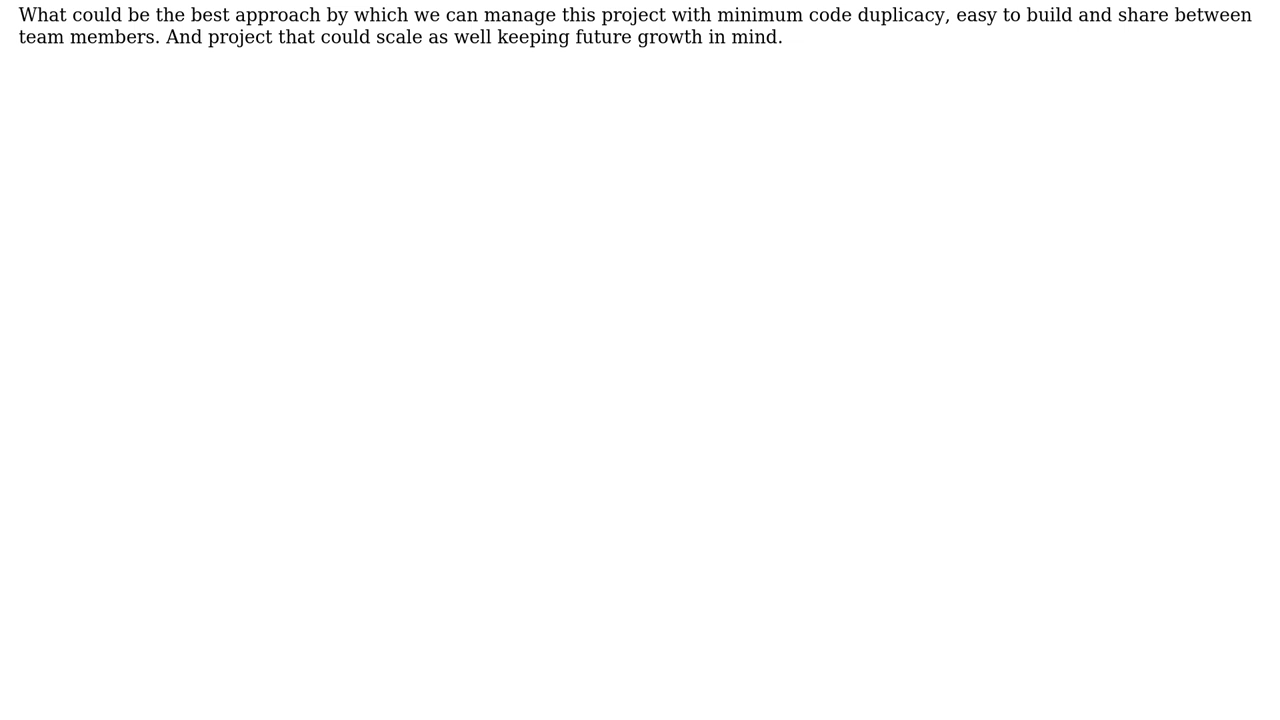 What could be the best approach by which we can manage this project with minimum code duplicacy, easy to build and share between
team members. And project that could scale as well keeping future growth in mind.